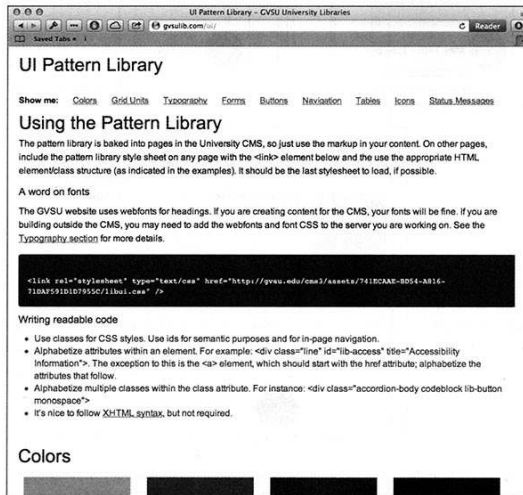 UI Pattern Library – GVSU University Libraries
gvsulib.com/ui/
Reader
Saved Tabs
UI Pattern Library
Show me: Colors Grid Units Typography Forms Buttons Navigation Tables Icons Status Messages
Using the Pattern Library
The pattern library is baked into pages in the University CMS, so just use the markup in your content. On other pages,
include the pattern library style sheet on any page with the <link> element below and the use the appropriate HTML
element/class structure (as indicated in the examples). It should be the last stylesheet to load, if possible.
A word on fonts
The GVSU website uses webfonts for headings. If you are creating content for the CMS, your fonts will be fine. If you are
building outside the CMS, you may need to add the webfonts and font CSS to the server you are working on. See the
Typography section for more details.
<link rel="stylesheet" type="text/css" href="http://gvsu.edu/cms3/assets/741ECAAE-BD54-A816-
71DAF591D1D7955C/libui.css" />
Writing readable code
• Use classes for CSS styles. Use ids for semantic purposes and for in-page navigation.
• Alphabetize attributes within an element. For example: <div class="line" id="lib-access" title="Accessibility
Information">. The exception to this is the <a> element, which should start with the href attribute; alphabetize the
attributes that follow.
• Alphabetize multiple classes within the class attribute. For instance: <div class="accordion-body codeblock lib-button
monospace">
• It's nice to follow XHTML syntax, but not required.
Colors